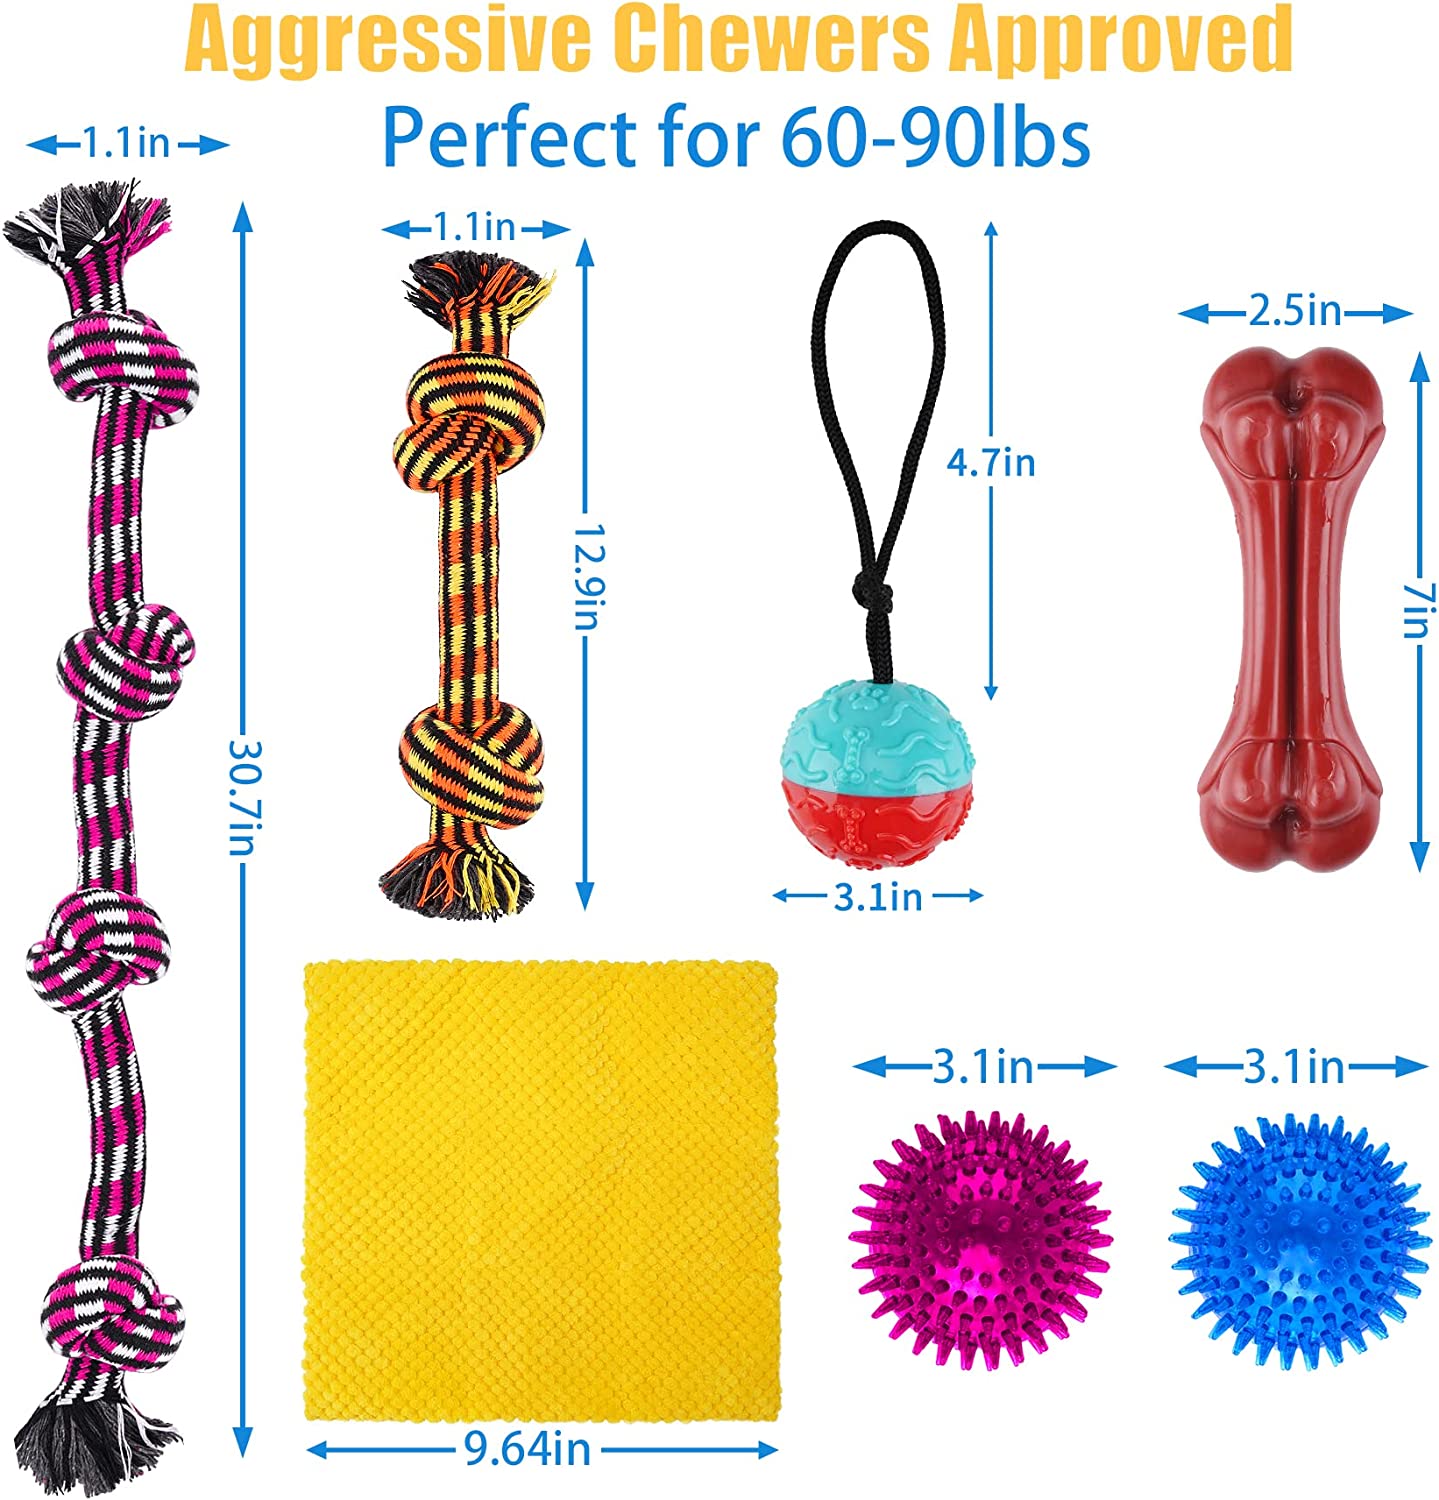 Aggressive Chewers Approved
Perfect for 60-90lbs
1.1in
1.1in
30.7in
12.9in
4.7in
3.1in
2.5in
7in
9.64in
3.1in
3.1in